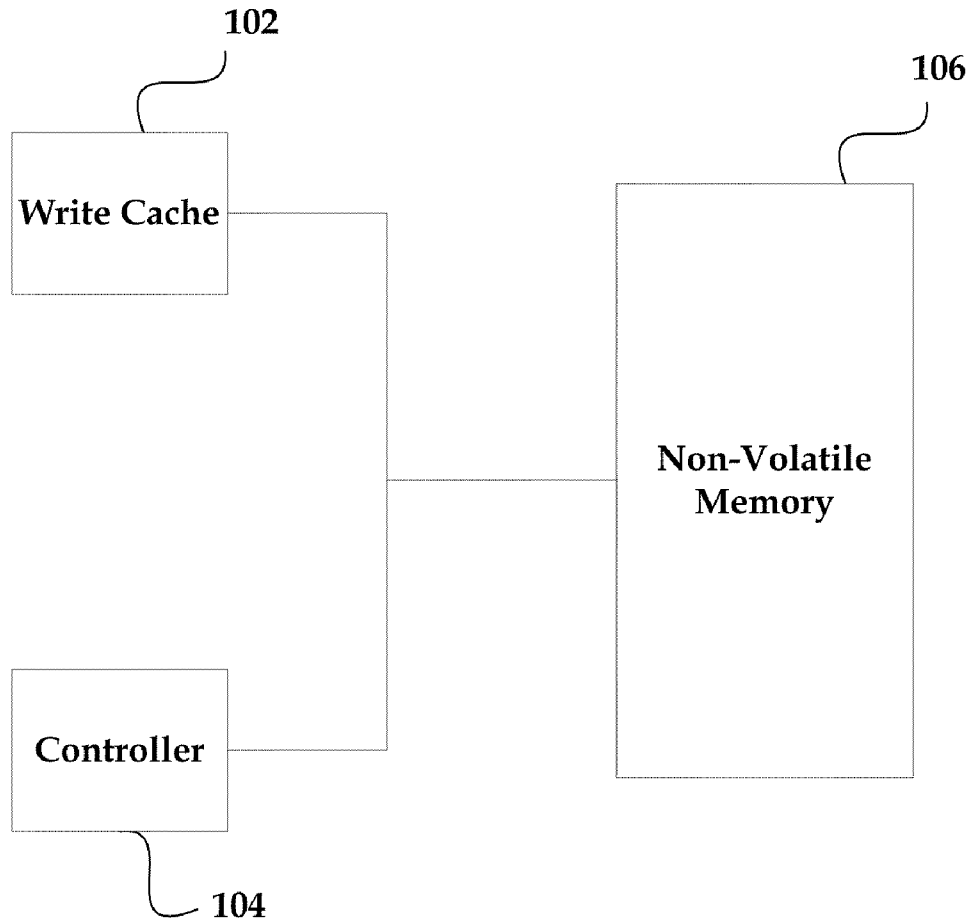 102
106
Write Cache
Non-Volatile
Memory
Controller
104